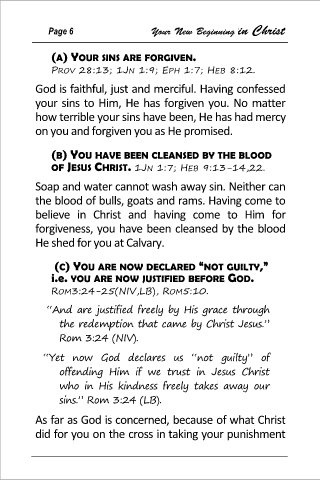 Page 6 Your New Beginning in Christ
(A) YOUR SINS ARE FORGIVEN.
PROV 28:13; 1JN 1:9; EPH 1:7; HEB 8:12.
God is faithful, just and merciful. Having confessed
your sins to Him, He has forgiven you. No matter
how terrible your sins have been, He has had mercy
on you and forgiven you as He promised.
(B) YOU HAVE BEEN CLEANSED BY THE BLOOD
OF JESUS CHRIST. 1JN 1:7; HEB 9:13-14,22.
Soap and water cannot wash away sin. Neither can
the blood of bulls, goats and rams. Having come to
believe in Christ and having come to Him for
forgiveness, you have been cleansed by the blood
He shed for you at Calvary.
(C) YOU ARE NOW DECLARED "NOT GUILTY,"
i.e. YOU ARE NOW JUSTIFIED BEFORE GOD.
ROM3:24-25(NIV,LB), ROM5:10.
"And are justified freely by His grace through
the redemption that came by Christ Jesus."
Rom 3:24 (NIV).
"Yet now God declares us "not guilty" of
offending Him if we trust in Jesus Christ
who in His kindness freely takes away our
sins." Rom 3:24 (LB).
As far as God is concerned, because of what Christ
did for you on the cross in taking your punishment